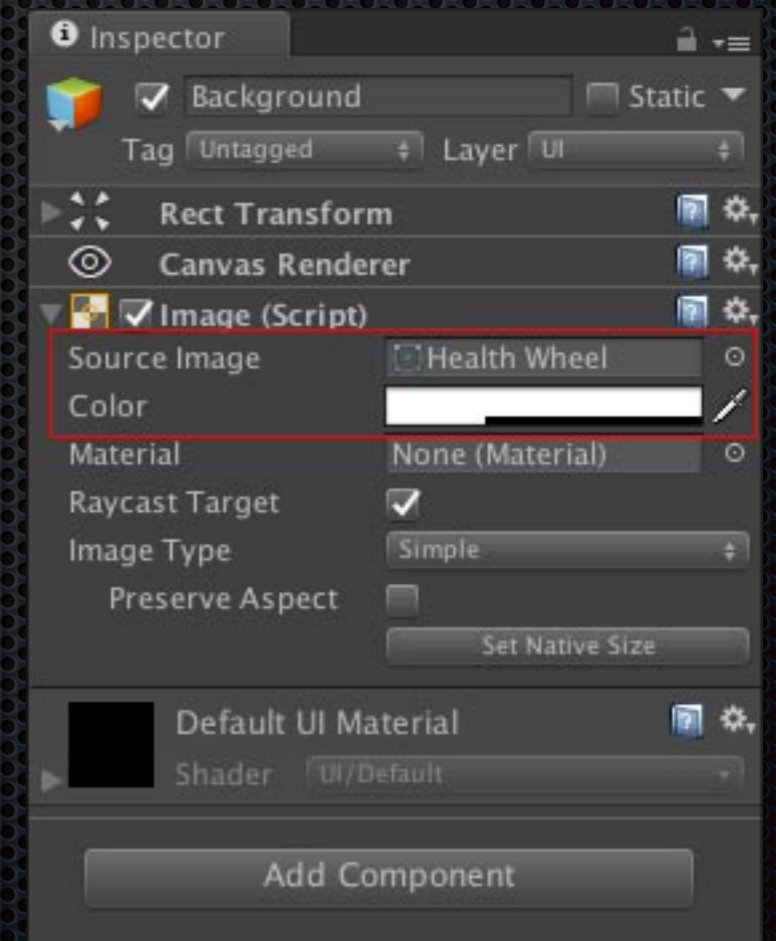 Inspector
Background Static
Tag Untagged Layer UI
Rect Transform
Canvas Renderer
Image (Script)
Source Image Health Wheel
Color
Material None (Material)
Raycast Target
Image Type Simple
Preserve Aspect
Set Native Size
Default UI Material
Shader UI/Default
Add Component